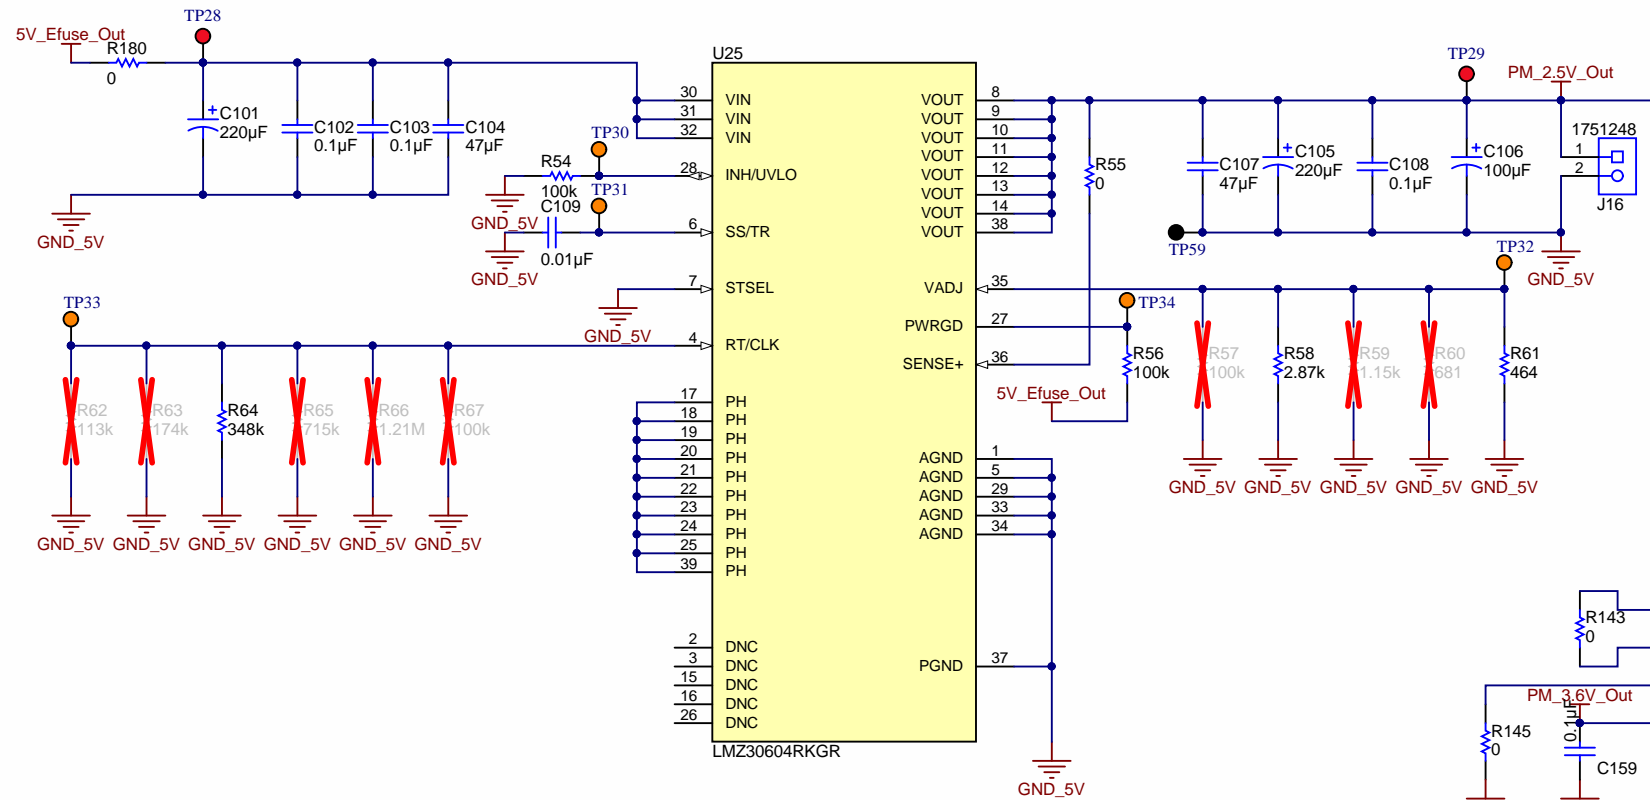 TP28
5V_Efuse_Out
R180
0
C101
220µF
C102
0.1µF
C103
0.1µF
C104
47µF
TP30
R54
100k
TP31
C109
0.01µF
GND_5V
GND_5V
GND_5V
GND_5V
U25
30 VIN
31 VIN
32 VIN
28 INH/UVLO
6 SS/TR
7 STSEL
4 RT/CLK
17 PH
18 PH
19 PH
20 PH
21 PH
22 PH
23 PH
24 PH
25 PH
39 PH
2 DNC
3 DNC
15 DNC
16 DNC
26 DNC
VOUT 8
VOUT 9
VOUT 10
VOUT 11
VOUT 12
VOUT 13
VOUT 14
VOUT 38
VADJ 35
PWRGD 27
SENSE+ 36
AGND 1
AGND 5
AGND 29
AGND 33
AGND 34
PGND 37
LMZ30604RKGR
GND_5V
TP33
R62
113k
R63
174k
R64
348k
R65
715k
R66
1.21M
R67
100k
GND_5V
GND_5V
GND_5V
GND_5V
GND_5V
GND_5V
R55
0
C107
47µF
C105
220µF
C108
0.1µF
C106
100µF
TP29
PM_2.5V_Out
1751248
1
2
J16
TP59
GND_5V
TP32
TP34
R56
100k
5V_Efuse_Out
R57
100k
R58
2.87k
R59
1.15k
R60
681
R61
464
GND_5V
GND_5V
GND_5V
GND_5V
GND_5V
R143
0
PM_3.6V_Out
R145
0
0.1µF
C159